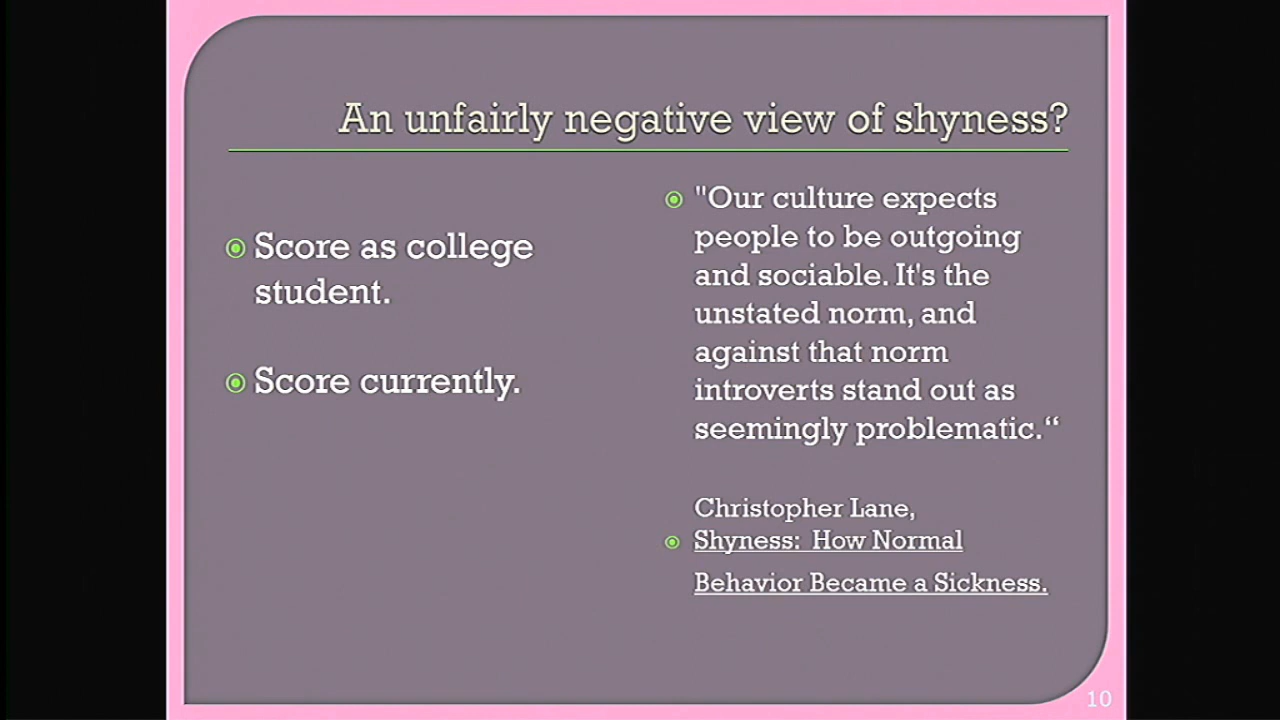 An unfairly negative view of shyness?
Score as college
student.
Score currently.
"Our culture expects
people to be outgoing
and sociable. It's the
unstated norm, and
against that norm
introverts stand out as
seemingly problematic.“
Christopher Lane,
Shyness: How Normal
Behavior Became a Sickness.
10